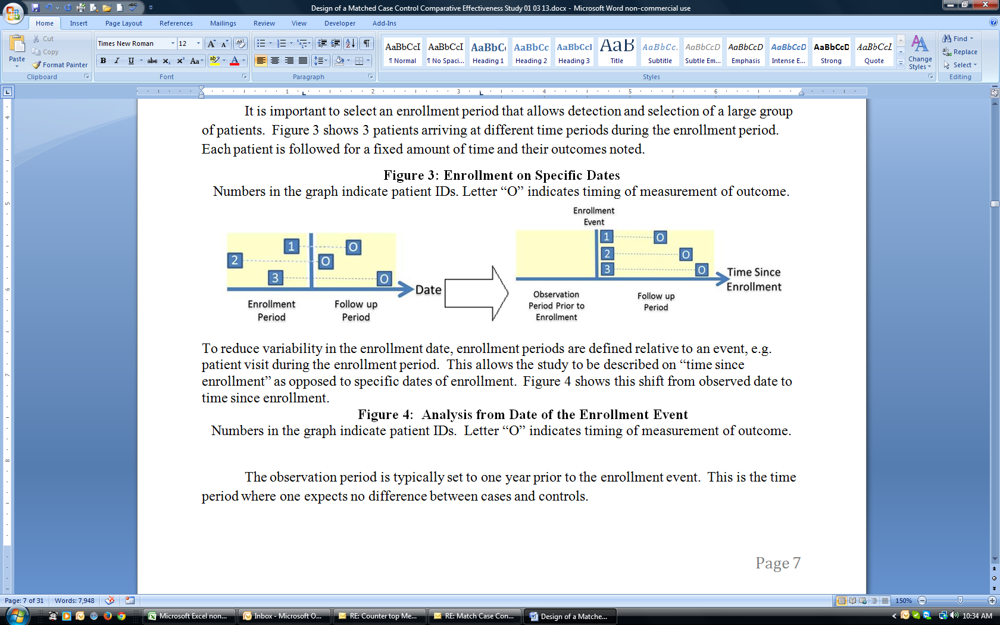 Design of a Matched Case Control Comparative Effectiveness Study 01 03 13.docx - Microsoft Word non-commercial use
Home Insert Page Layout References Mailings Review View Developer Add-Ins
Paste
Cut
Copy
Format Painter
Clipboard
Times New Roman 12
Font
Paragraph
AaBbCcI AaBbCcI AaBbC AaBbCc AaBbCcI AaB AaBbCc. AaBbCcD AaBbCcD AaBbCcD AaBbCcD AaBbCcI
¶ Normal ¶ No Spaci... Heading 1 Heading 2 Heading 3 Title Subtitle Subtle Em... Emphasis Intense E... Strong Quote
Change
Styles
Styles
Find
Replace
Select
Editing
1 2 3 4 5 6
4
5
6
7
8
It is important to select an enrollment period that allows detection and selection of a large group
of patients.  Figure 3 shows 3 patients arriving at different time periods during the enrollment period.
Each patient is followed for a fixed amount of time and their outcomes noted.
Figure 3: Enrollment on Specific Dates
Numbers in the graph indicate patient IDs. Letter “O” indicates timing of measurement of outcome.
1 O
2 O
3 O
Date
Enrollment
Period
Follow up
Period
Enrollment
Event
1 O
2 O
3 O
Time Since
Enrollment
Observation
Period Prior to
Enrollment
Follow up
Period
To reduce variability in the enrollment date, enrollment periods are defined relative to an event, e.g.
patient visit during the enrollment period.  This allows the study to be described on “time since
enrollment” as opposed to specific dates of enrollment.  Figure 4 shows this shift from observed date to
time since enrollment.
Figure 4:  Analysis from Date of the Enrollment Event
Numbers in the graph indicate patient IDs.  Letter “O” indicates timing of measurement of outcome.
The observation period is typically set to one year prior to the enrollment event.  This is the time
period where one expects no difference between cases and controls.
Page 7
Page: 7 of 31 Words: 7,948 150%
Microsoft Excel non... Inbox - Microsoft O... RE: Counter top Me... RE: Match Case Con... Design of a Matche... 10:34 AM